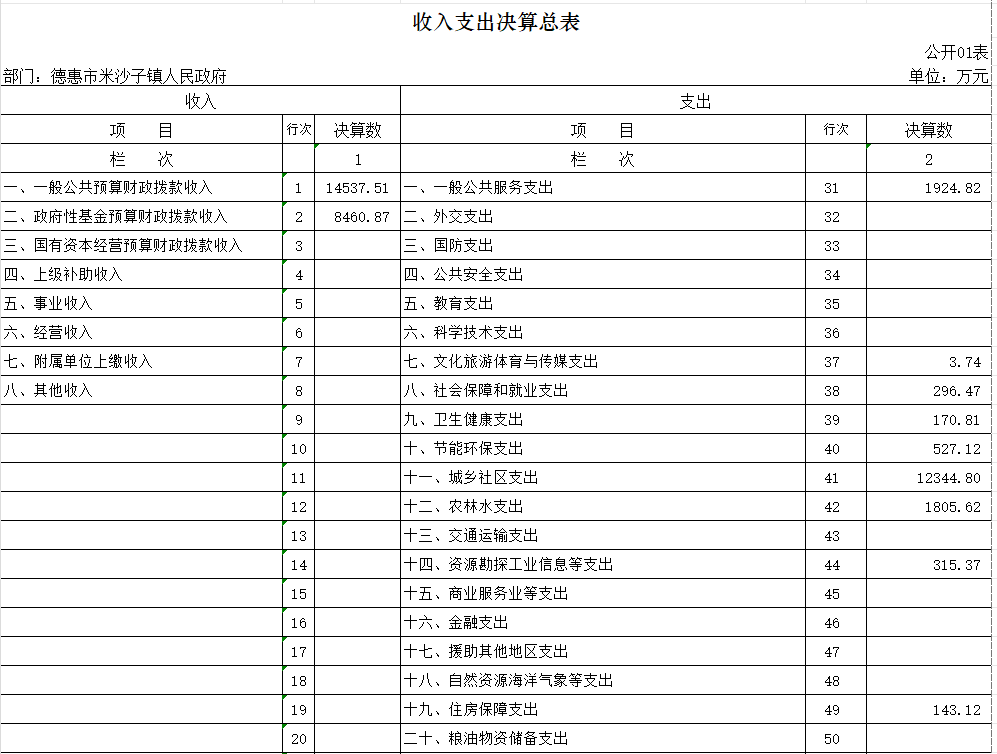 收入支出决算总表
公开01表
部门：德惠市米沙子镇人民政府 单位：万元
收入 支出
项 目 行次 决算数 项 目 行次 决算数
栏 次 1 栏 次 2
一、一般公共预算财政拨款收入 1 14537.51 一、一般公共服务支出 31 1924.82
二、政府性基金预算财政拨款收入 2 8460.87 二、外交支出 32
三、国有资本经营预算财政拨款收入 3 三、国防支出 33
四、上级补助收入 4 四、公共安全支出 34
五、事业收入 5 五、教育支出 35
六、经营收入 6 六、科学技术支出 36
七、附属单位上缴收入 7 七、文化旅游体育与传媒支出 37 3.74
八、其他收入 8 八、社会保障和就业支出 38 296.47
9 九、卫生健康支出 39 170.81
10 十、节能环保支出 40 527.12
11 十一、城乡社区支出 41 12344.80
12 十二、农林水支出 42 1805.62
13 十三、交通运输支出 43
14 十四、资源勘探工业信息等支出 44 315.37
15 十五、商业服务业等支出 45
16 十六、金融支出 46
17 十七、援助其他地区支出 47
18 十八、自然资源海洋气象等支出 48
19 十九、住房保障支出 49 143.12
20 二十、粮油物资储备支出 50